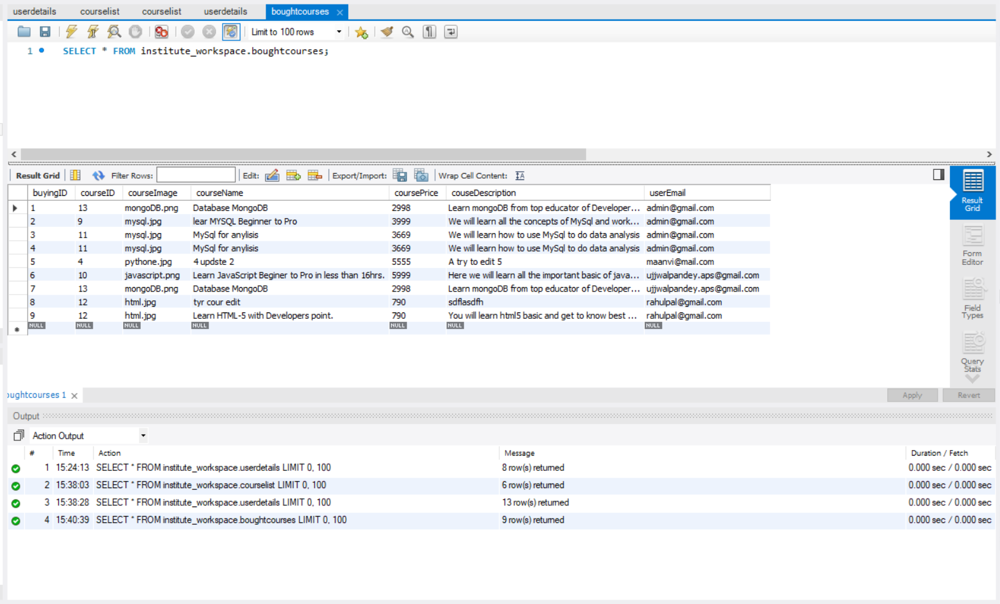 userdetails courselist courselist userdetails boughtcourses
Limit to 100 rows
1 SELECT * FROM institute_workspace.boughtcourses;
Result Grid Filter Rows: Edit: Export/Import: Wrap Cell Content:
buyingID courseID courseImage courseName coursePrice couseDescription userEmail
1 13 mongoDB.png Database MongoDB 2998 Learn mongoDB from top educator of Developer... admin@gmail.com
2 9 mysql.jpg lear MYSQL Beginner to Pro 3999 We will learn all the concepts of MySql and work... admin@gmail.com
3 11 mysql.jpg MySql for anylisis 3669 We will learn how to use MySql to do data analysis admin@gmail.com
4 11 mysql.jpg MySql for anylisis 3669 We will learn how to use MySql to do data analysis admin@gmail.com
5 4 pythone.jpg 4 updste 2 5555 A try to edit 5 maanvi@mail.com
6 10 javascript.png Learn JavaScript Beginer to Pro in less than 16hrs. 5999 Here we will learn all the important basic of java... ujjwalpandey.aps@gmail.com
7 13 mongoDB.png Database MongoDB 2998 Learn mongoDB from top educator of Developer... ujjwalpandey.aps@gmail.com
8 12 html.jpg tyr cour edit 790 sdflasdfh rahulpal@gmail.com
9 12 html.jpg Learn HTML-5 with Developers point. 790 You will learn html5 basic and get to know best ... rahulpal@gmail.com
NULL NULL NULL NULL NULL NULL NULL
Result
Grid
Form
Editor
Field
Types
Query
Stats
oughtcourses 1 Apply Revert
Output
Action Output
# Time Action Message Duration / Fetch
1 15:24:13 SELECT * FROM institute_workspace.userdetails LIMIT 0, 100 8 row(s) returned 0.000 sec / 0.000 sec
2 15:38:03 SELECT * FROM institute_workspace.courselist LIMIT 0, 100 6 row(s) returned 0.000 sec / 0.000 sec
3 15:38:28 SELECT * FROM institute_workspace.userdetails LIMIT 0, 100 13 row(s) returned 0.000 sec / 0.000 sec
4 15:40:39 SELECT * FROM institute_workspace.boughtcourses LIMIT 0, 100 9 row(s) returned 0.000 sec / 0.000 sec